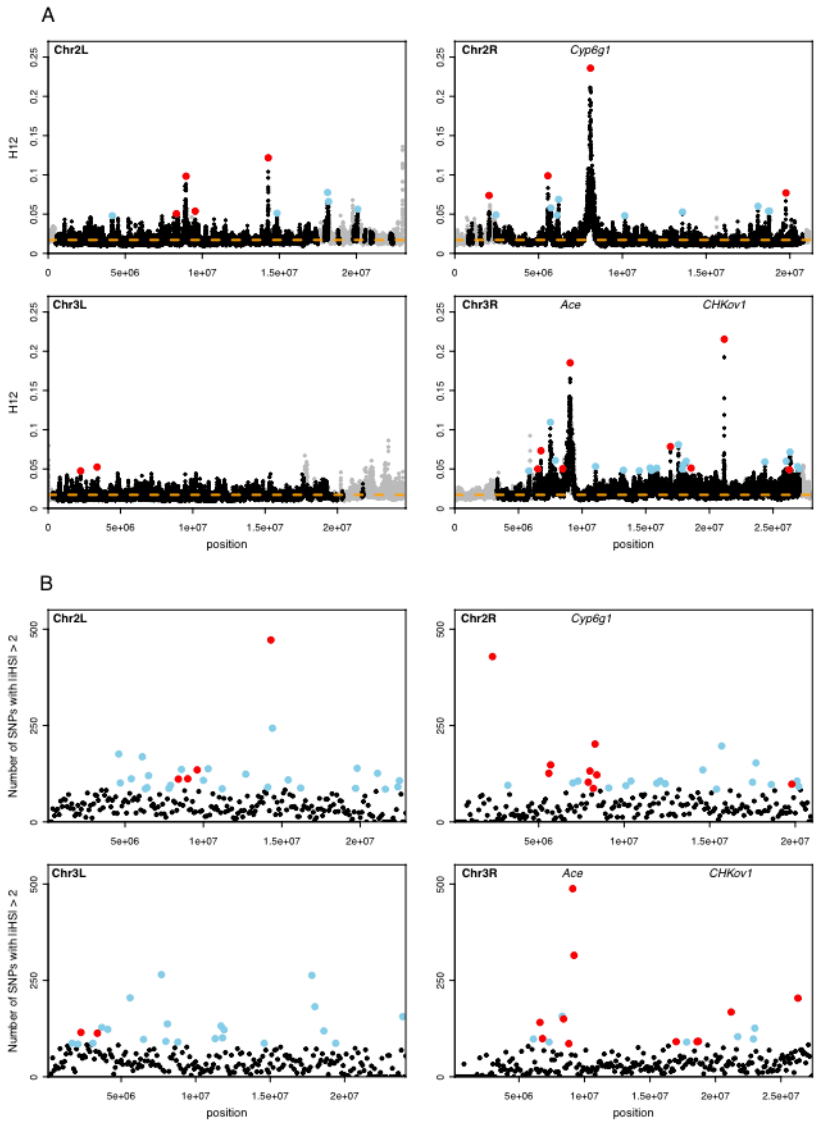 A
Chr2L
Chr2R
Cyp6g1
H12
0
0.05
0.1
0.15
0.2
0.25
0
5e+06
1e+07
1.5e+07
2e+07
0
0.05
0.1
0.15
0.2
0.25
0
5e+06
1e+07
1.5e+07
2e+07
Chr3L
Chr3R
Ace
CHKov1
H12
0
0.05
0.1
0.15
0.2
0.25
0
5e+06
1e+07
1.5e+07
2e+07
position
0
0.05
0.1
0.15
0.2
0.25
0
5e+06
1e+07
1.5e+07
2e+07
2.5e+07
position
B
Chr2L
Chr2R
Cyp6g1
Number of SNPs with |iHS| > 2
0
250
500
5e+06
1e+07
1.5e+07
2e+07
0
250
500
5e+06
1e+07
1.5e+07
2e+07
Chr3L
Chr3R
Ace
CHKov1
Number of SNPs with |iHS| > 2
0
250
500
5e+06
1e+07
1.5e+07
2e+07
position
0
250
500
5e+06
1e+07
1.5e+07
2e+07
2.5e+07
position